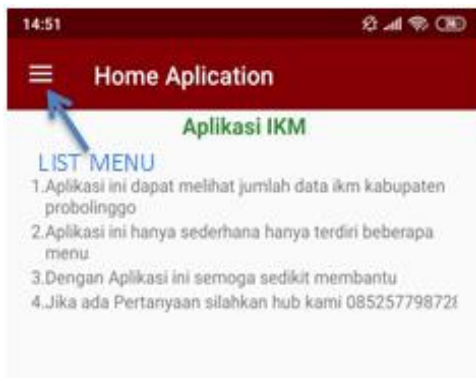 14:51
Home Aplication
Aplikasi IKM
LIST MENU
1.Aplikasi ini dapat melihat jumlah data ikm kabupaten
probolinggo
2.Aplikasi ini hanya sederhana hanya terdiri beberapa
menu
3.Dengan Aplikasi ini semoga sedikit membantu
4.Jika ada Pertanyaan silahkan hub kami